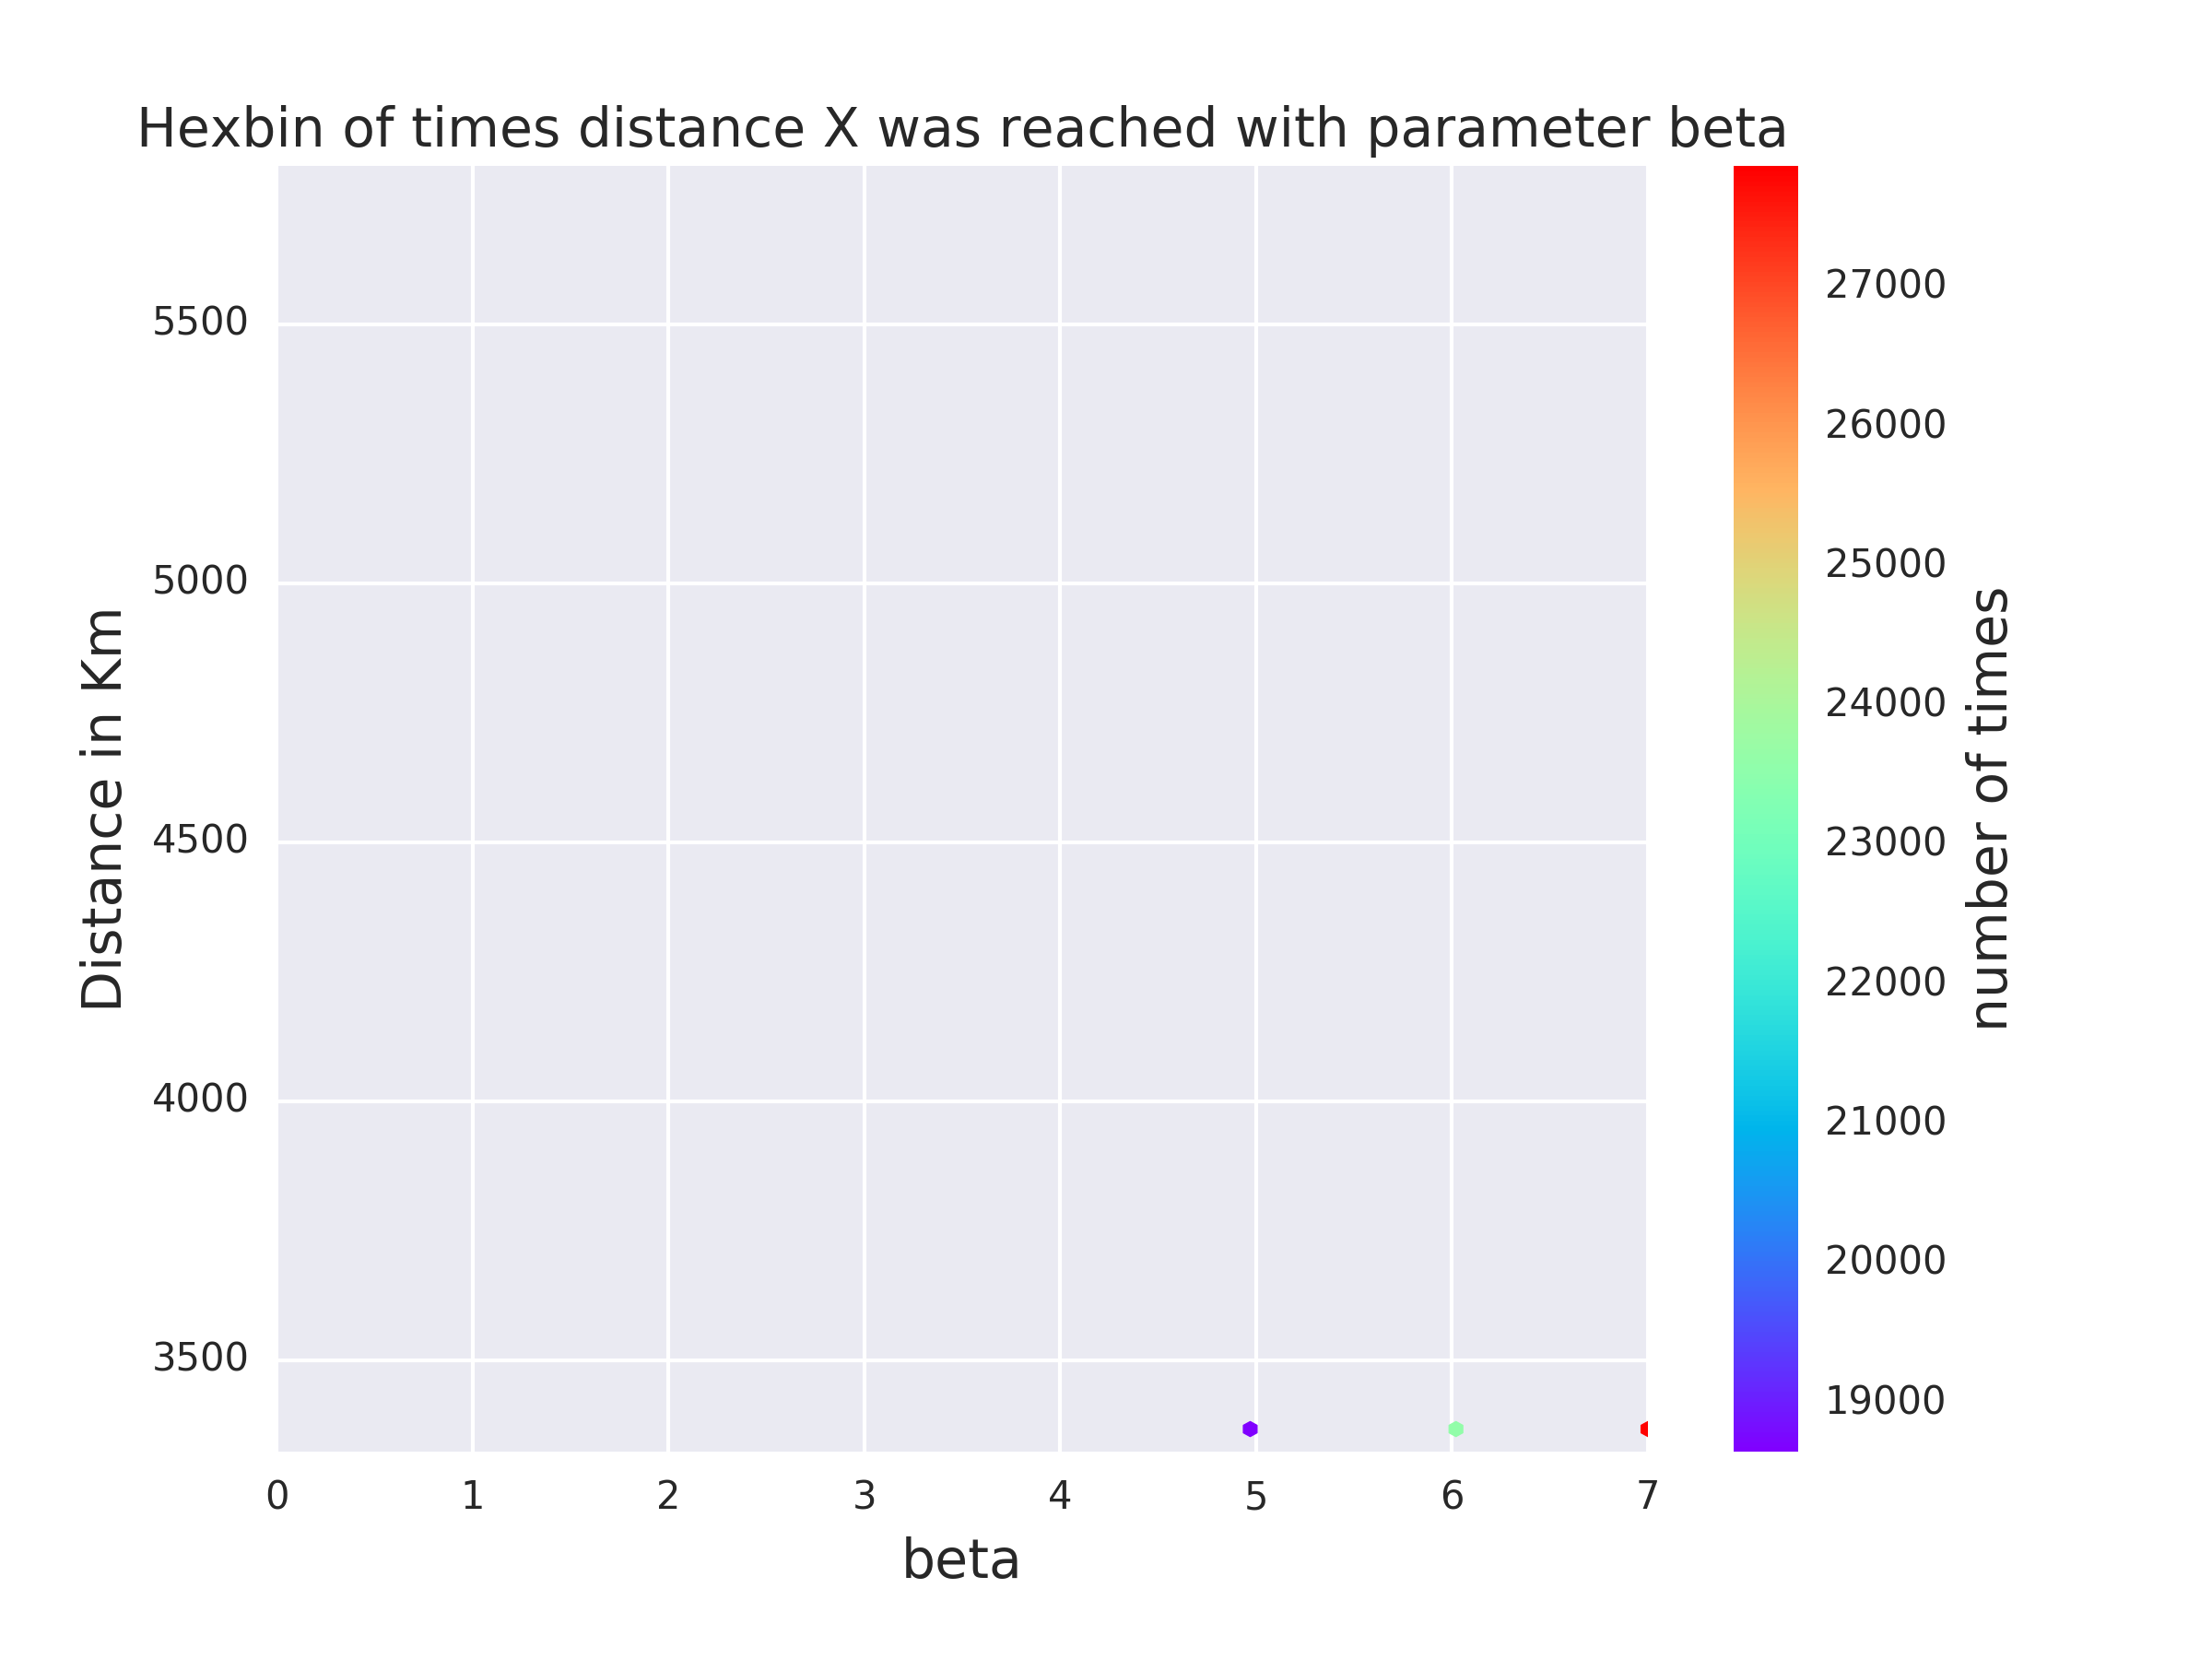 Hexbin of times distance X was reached with parameter beta
Distance in Km
5500
5000
4500
4000
3500
0 1 2 3 4 5 6 7
beta
27000
26000
25000
24000
23000
22000
21000
20000
19000
number of times